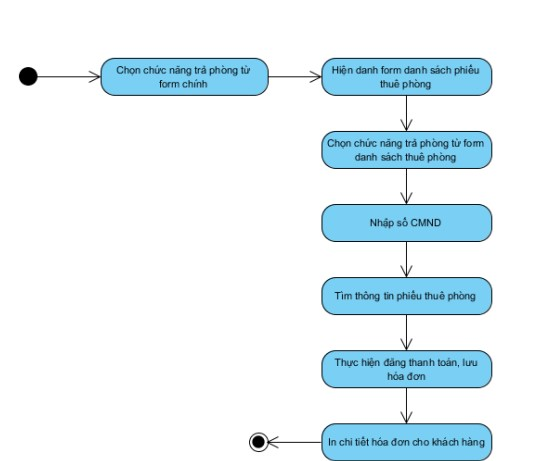 Chọn chức năng trả phòng từ
form chính
Hiện danh form danh sách phiếu
thuê phòng
Chọn chức năng trả phòng từ form
danh sách thuê phòng
Nhập số CMND
Tìm thông tin phiếu thuê phòng
Thực hiện đăng thanh toán, lưu
hóa đơn
In chi tiết hóa đơn cho khách hàng